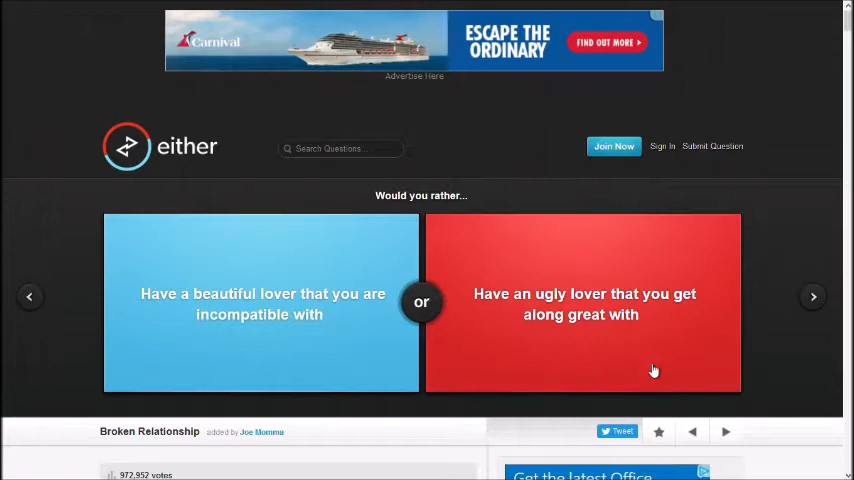 Carnival
ESCAPE THE
ORDINARY
FIND OUT MORE
Advertise Here
either
Search Questions...
Join Now
Sign In
Submit Question
Would you rather...
Have a beautiful lover that you are
incompatible with
or
Have an ugly lover that you get
along great with
Broken Relationship
added by Joe Momma
Tweet
972,952 votes
Get the latest Office